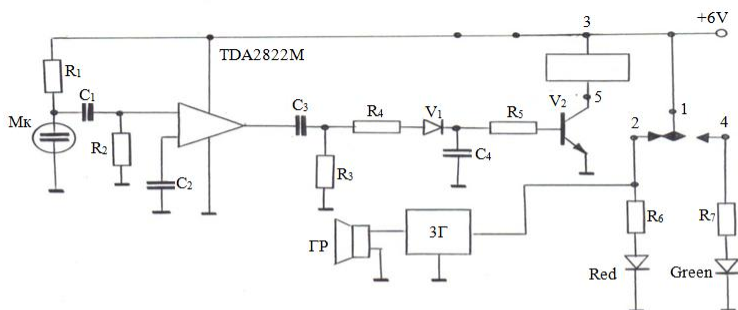 3
+6V
TDA2822M
R1
C1
Мк
R2
C2
C3
R4
V1
R5
V2
5
2
1
4
R3
C4
ГР
ЗГ
R6
R7
Red
Green